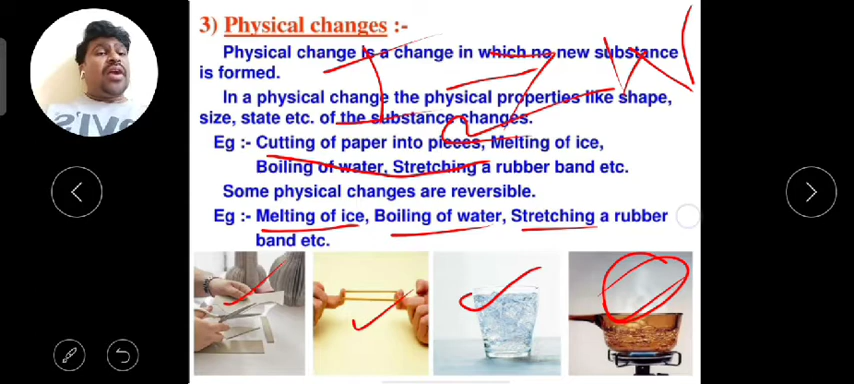 3) Physical changes :-
Physical change is a change in which no new substance
is formed.
In a physical change the physical properties like shape,
size, state etc. of the substance changes.
Eg :- Cutting of paper into pieces, Melting of ice,
Boiling of water, Stretching a rubber band etc.
Some physical changes are reversible.
Eg :- Melting of ice, Boiling of water, Stretching a rubber
band etc.